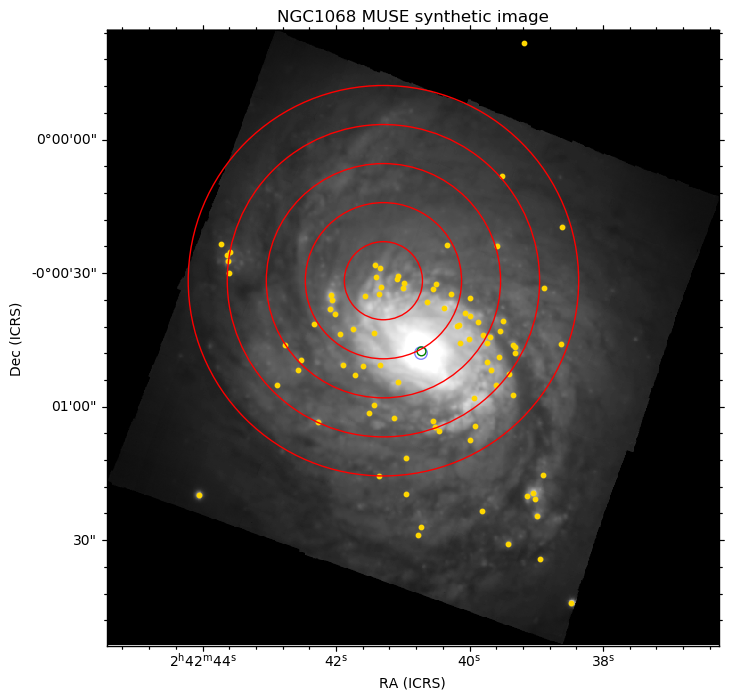 NGC1068 MUSE synthetic image
0°00'00"
-0°00'30"
01'00"
30"
Dec (ICRS)
2ʰ42ᵐ44ˢ
42ˢ
40ˢ
38ˢ
RA (ICRS)